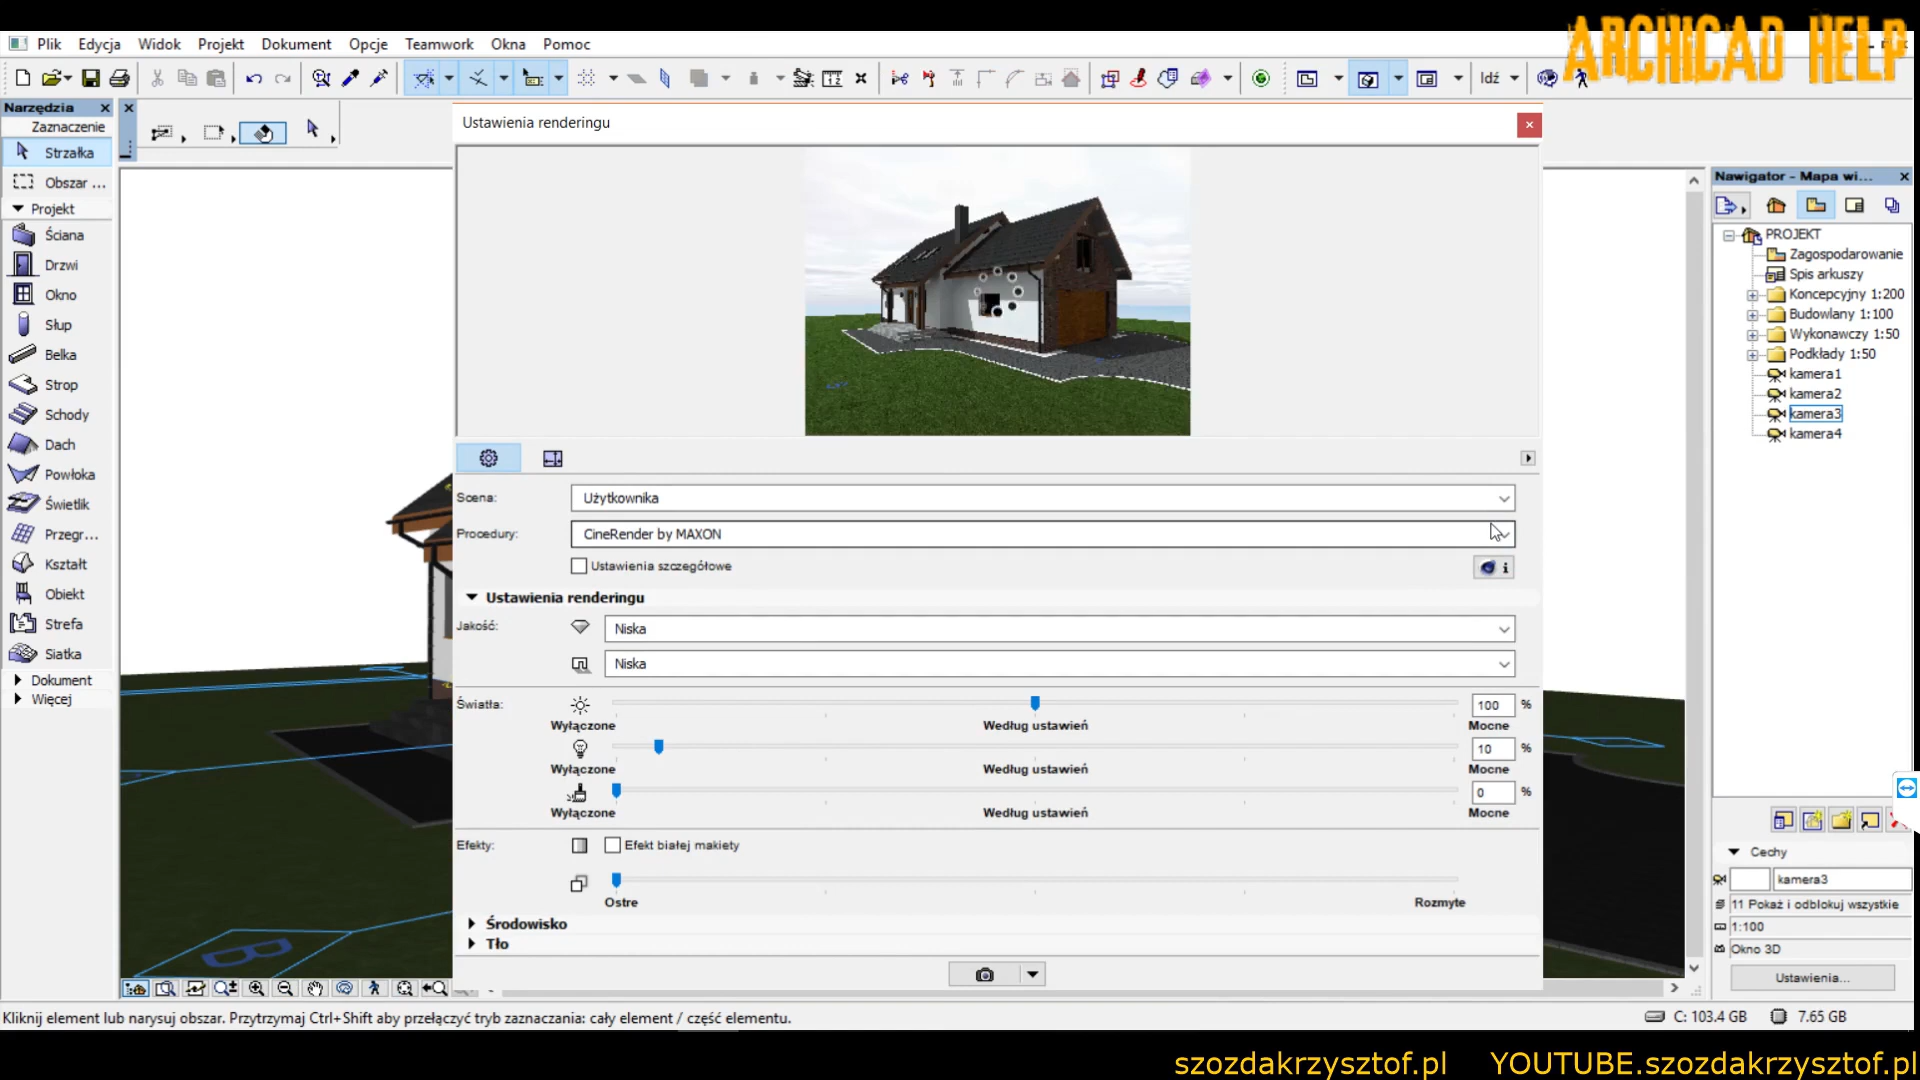 ARCHICAD HELP
Plik Edycja Widok Projekt Dokument Opcje Teamwork Okna Pomoc
Idź
Narzędzia
Zaznaczenie
Strzałka
Obszar ...
Projekt
Ściana
Drzwi
Okno
Słup
Belka
Strop
Schody
Dach
Powłoka
Świetlik
Przegr...
Kształt
Obiekt
Strefa
Siatka
Dokument
Więcej
Ustawienia renderingu
Scena: Użytkownika
Procedury: CineRender by MAXON
Ustawienia szczegółowe
Ustawienia renderingu
Jakość: Niska
Niska
Światła: 100 %
Wyłączone Według ustawień Mocne
10 %
Wyłączone Według ustawień Mocne
0 %
Wyłączone Według ustawień Mocne
Efekty: Efekt białej makiety
Ostre Rozmyte
Środowisko
Tło
Nawigator - Mapa wi...
PROJEKT
Zagospodarowanie
Spis arkuszy
Koncepcyjny 1:200
Budowlany 1:100
Wykonawczy 1:50
Podkłady 1:50
kamera1
kamera2
kamera3
kamera4
Cechy
kamera3
11 Pokaż i odblokuj wszystkie
1:100
Okno 3D
Ustawienia...
B
Kliknij element lub narysuj obszar. Przytrzymaj Ctrl+Shift aby przełączyć tryb zaznaczania: cały element / część elementu.
C: 103.4 GB 7.65 GB
szozdakrzysztof.pl YOUTUBE.szozdakrzysztof.pl